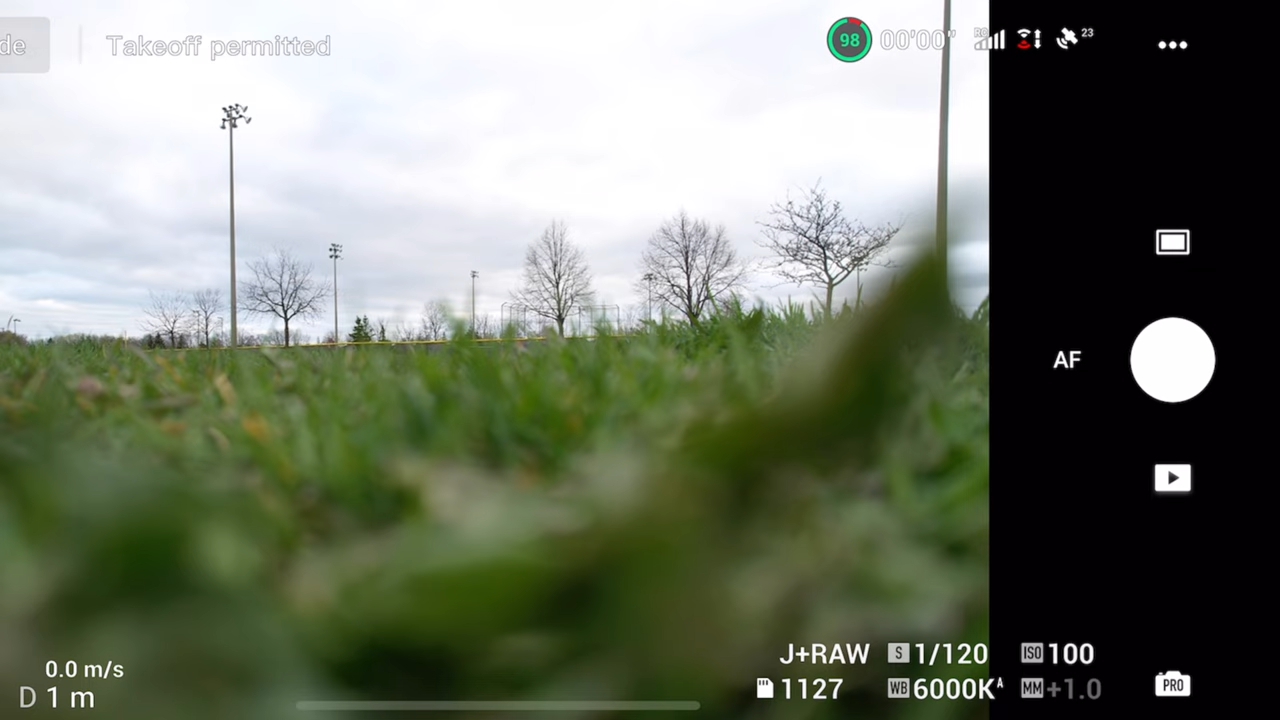 de
Takeoff permitted
98
00'00"
RC
23
AF
0.0 m/s
D 1 m
J+RAW
S 1/120
ISO 100
1127
WB 6000K A
MM +1.0
PRO